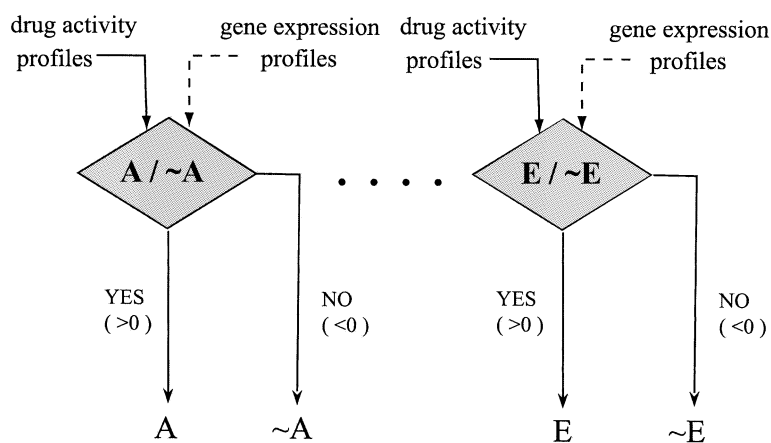 drug activity
profiles
gene expression
profiles
drug activity
profiles
gene expression
profiles
A / ~A
. . . .
E / ~E
YES
( >0 )
NO
( <0 )
YES
( >0 )
NO
( <0 )
A
~A
E
~E